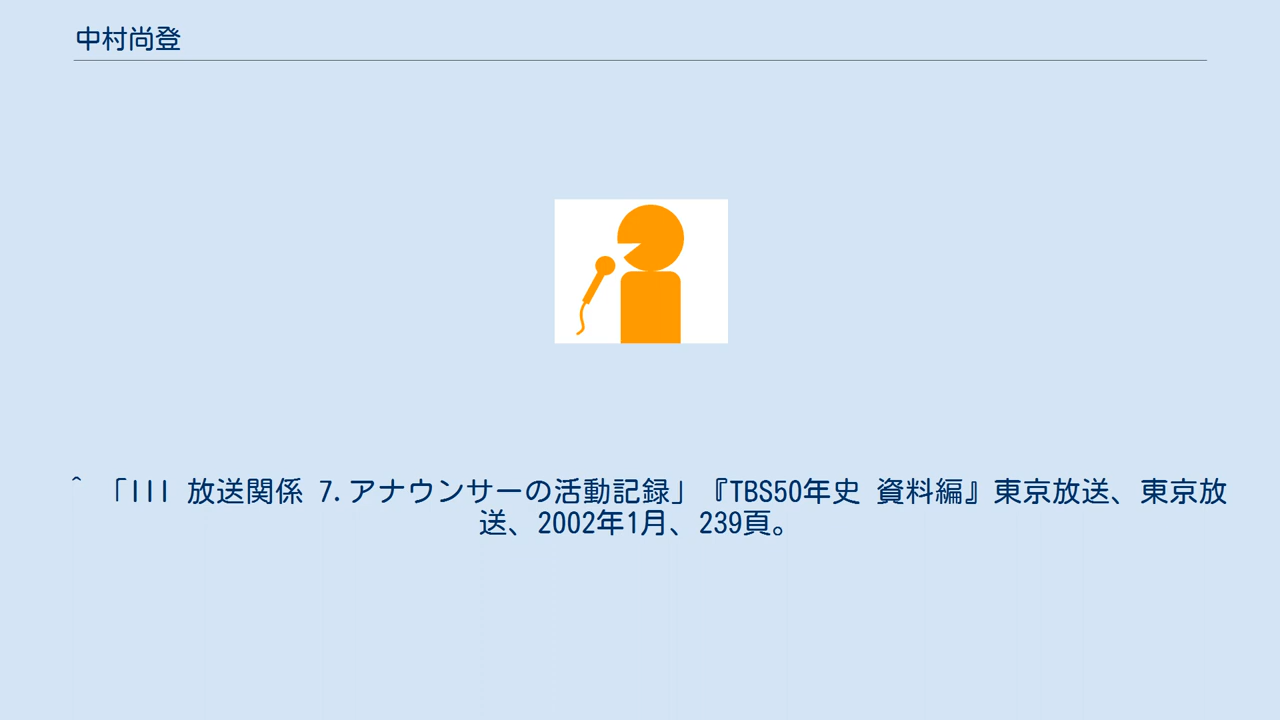 中村尚登
^ 「III 放送関係 7.アナウンサーの活動記録」『TBS50年史 資料編』東京放送、東京放
送、2002年1月、239頁。